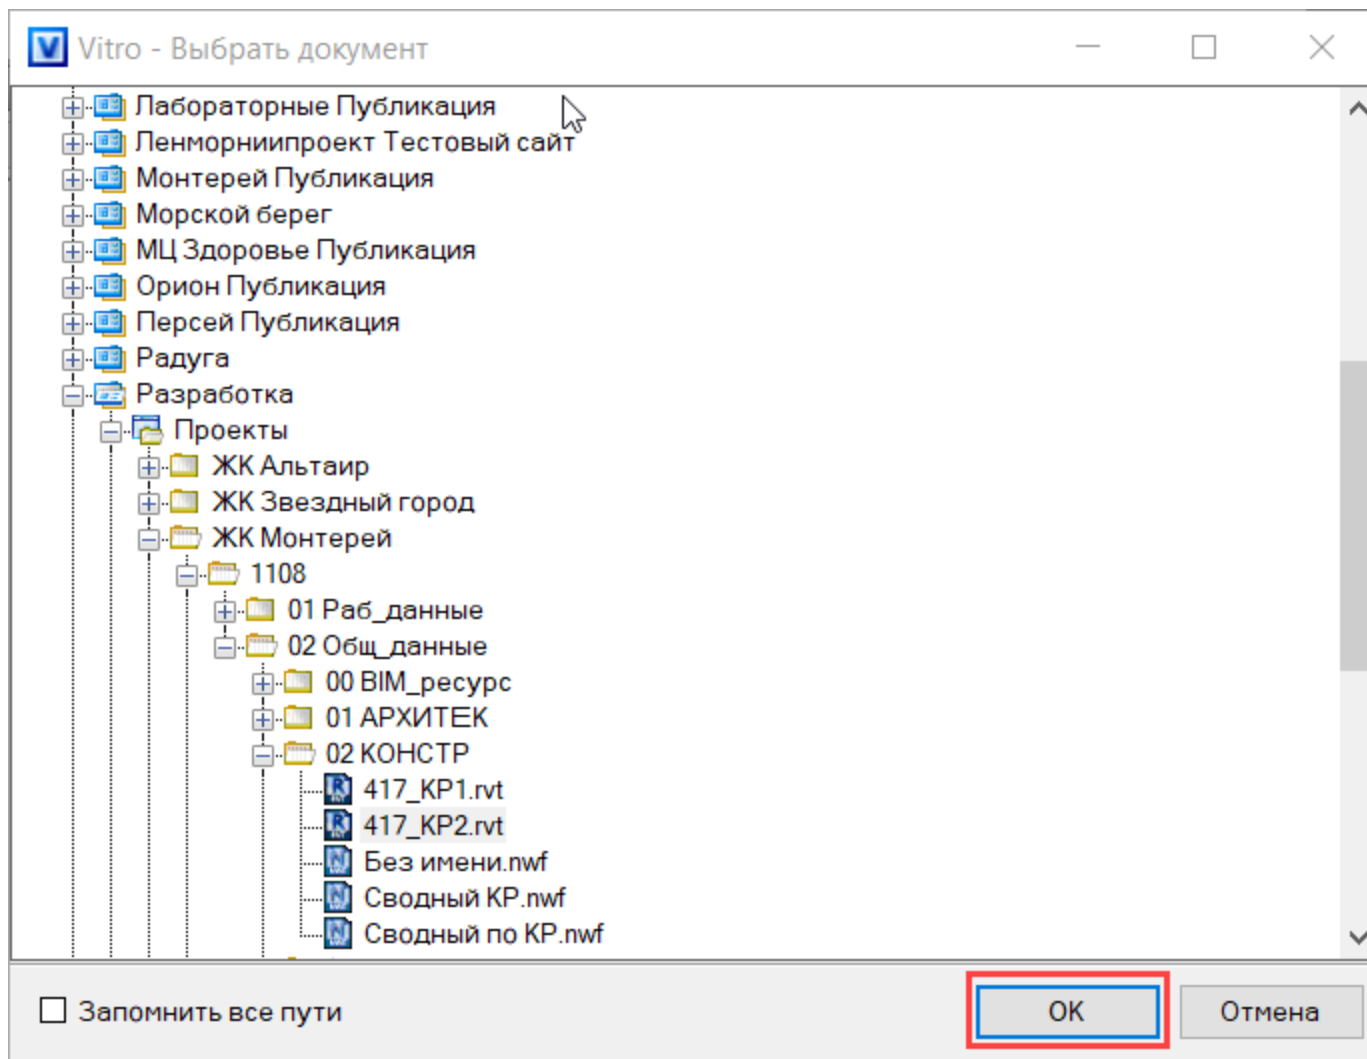 Vitro - Выбрать документ
Лабораторные Публикация
Ленморниипроект Тестовый сайт
Монтерей Публикация
Морской берег
МЦ Здоровье Публикация
Орион Публикация
Персей Публикация
Радуга
Разработка
Проекты
ЖК Альтаир
ЖК Звездный город
ЖК Монтерей
1108
01 Раб_данные
02 Общ_данные
00 BIM_ресурс
01 АРХИТЕК
02 КОНСТР
417_КР1.rvt
417_КР2.rvt
Без имени.nwf
Сводный КР.nwf
Сводный по КР.nwf
Запомнить все пути
ОК
Отмена